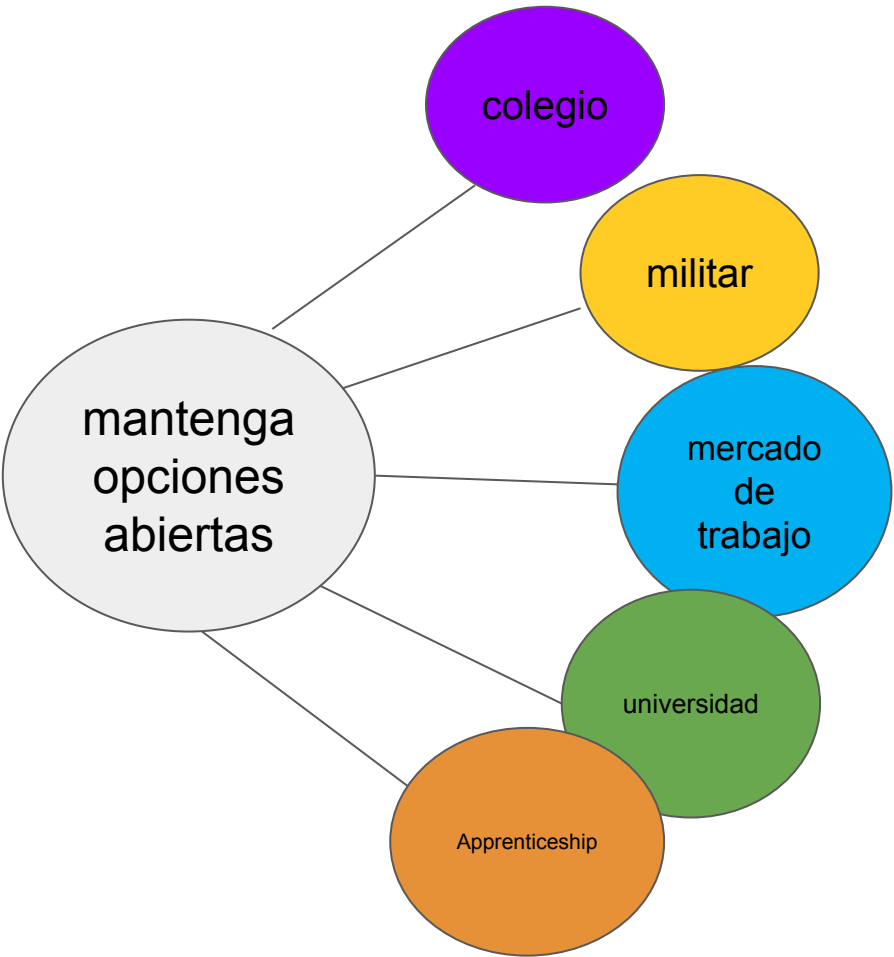 colegio
militar
mantenga
opciones
abiertas
mercado
de
trabajo
universidad
Apprenticeship